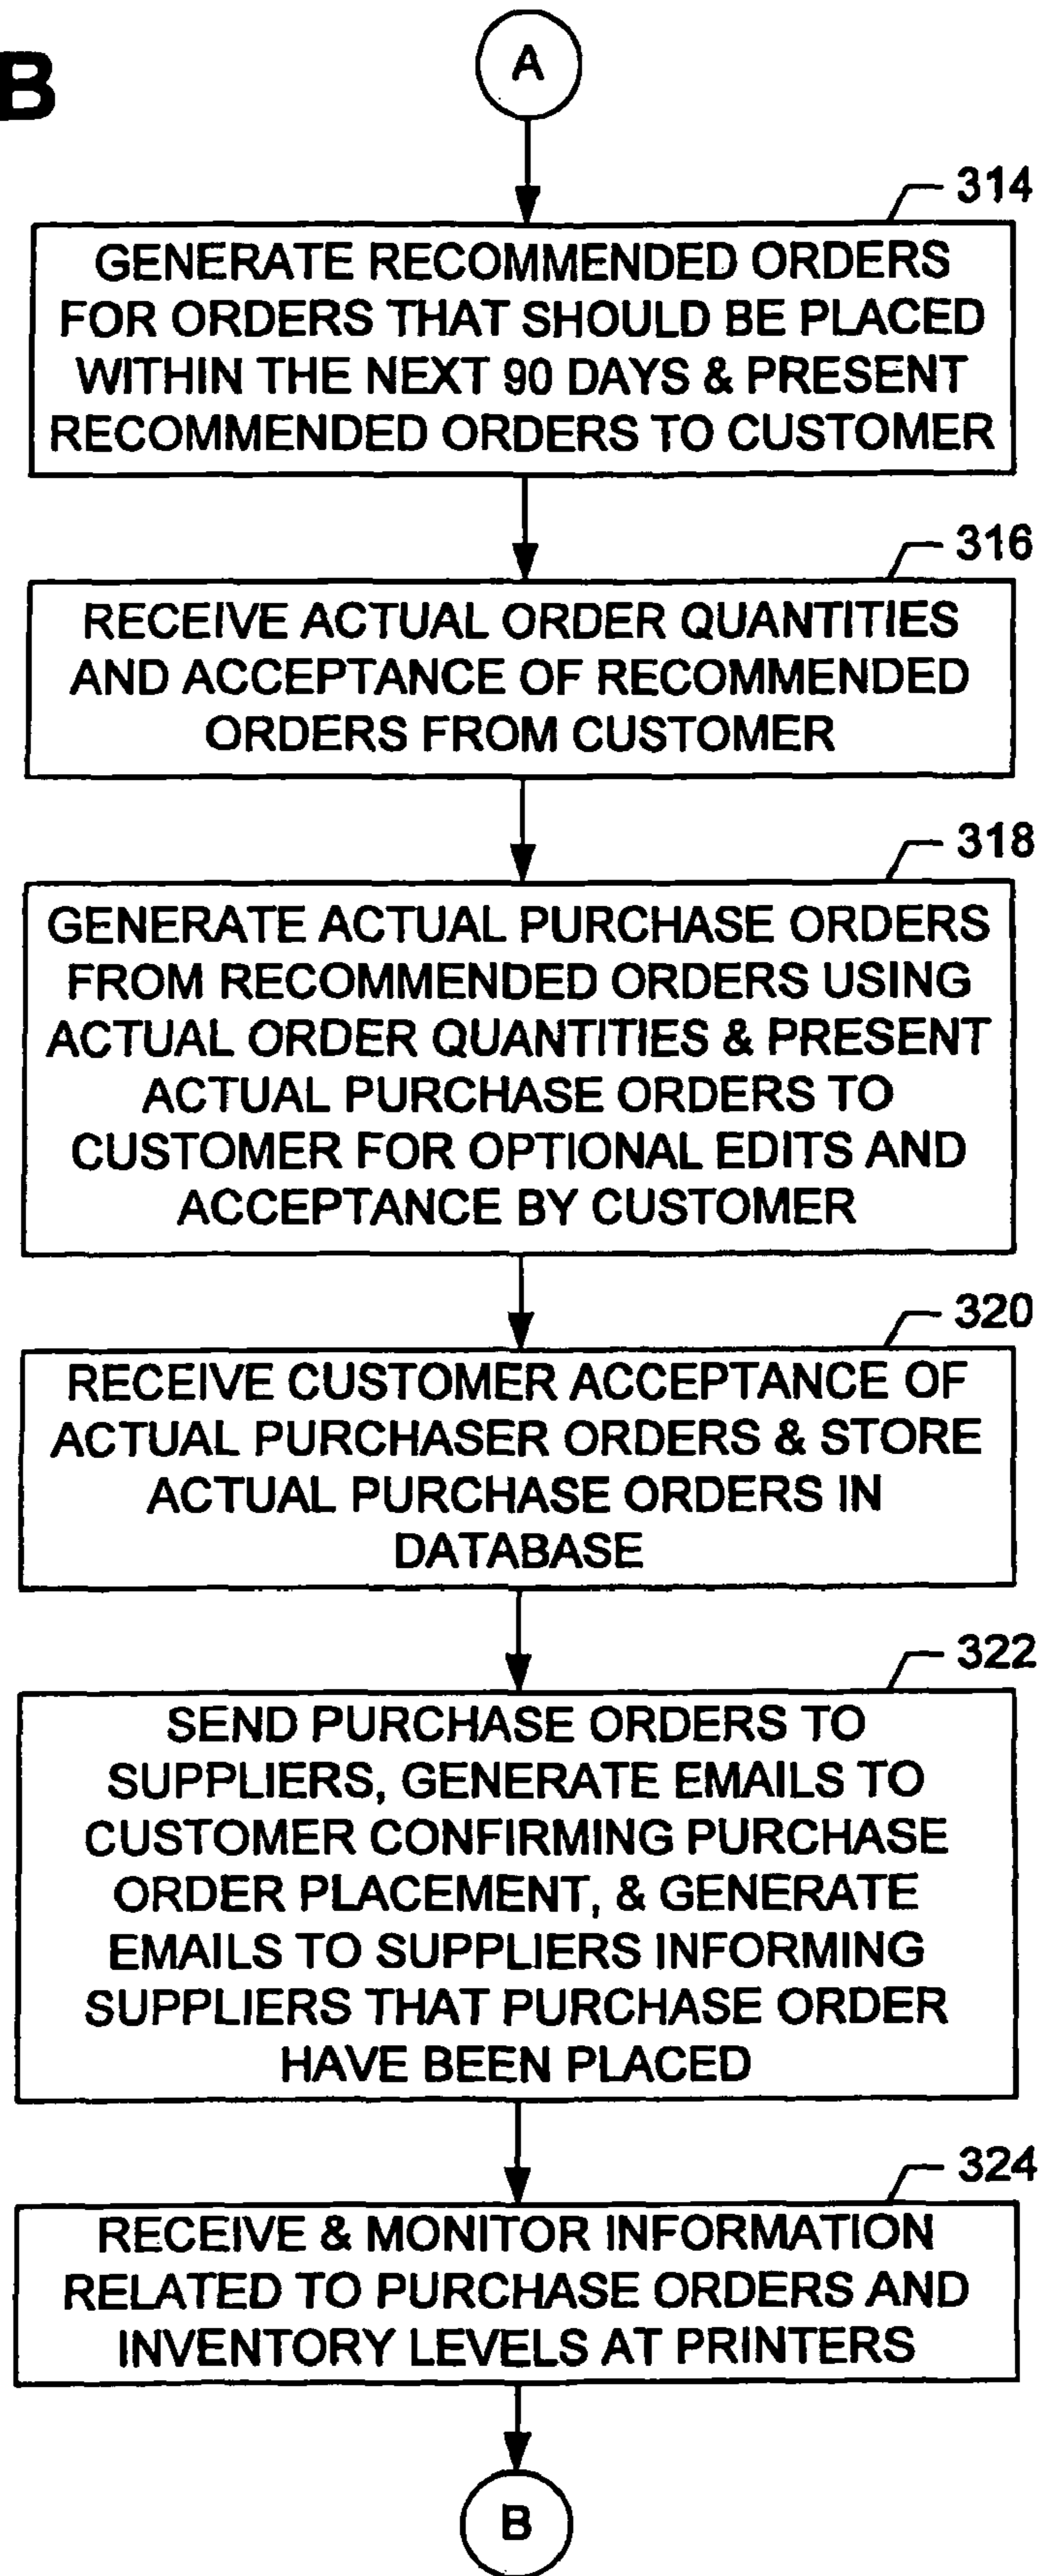 B
A
314
GENERATE RECOMMENDED ORDERS
FOR ORDERS THAT SHOULD BE PLACED
WITHIN THE NEXT 90 DAYS & PRESENT
RECOMMENDED ORDERS TO CUSTOMER
316
RECEIVE ACTUAL ORDER QUANTITIES
AND ACCEPTANCE OF RECOMMENDED
ORDERS FROM CUSTOMER
318
GENERATE ACTUAL PURCHASE ORDERS
FROM RECOMMENDED ORDERS USING
ACTUAL ORDER QUANTITIES & PRESENT
ACTUAL PURCHASE ORDERS TO
CUSTOMER FOR OPTIONAL EDITS AND
ACCEPTANCE BY CUSTOMER
320
RECEIVE CUSTOMER ACCEPTANCE OF
ACTUAL PURCHASER ORDERS & STORE
ACTUAL PURCHASE ORDERS IN
DATABASE
322
SEND PURCHASE ORDERS TO
SUPPLIERS, GENERATE EMAILS TO
CUSTOMER CONFIRMING PURCHASE
ORDER PLACEMENT, & GENERATE
EMAILS TO SUPPLIERS INFORMING
SUPPLIERS THAT PURCHASE ORDER
HAVE BEEN PLACED
324
RECEIVE & MONITOR INFORMATION
RELATED TO PURCHASE ORDERS AND
INVENTORY LEVELS AT PRINTERS
B